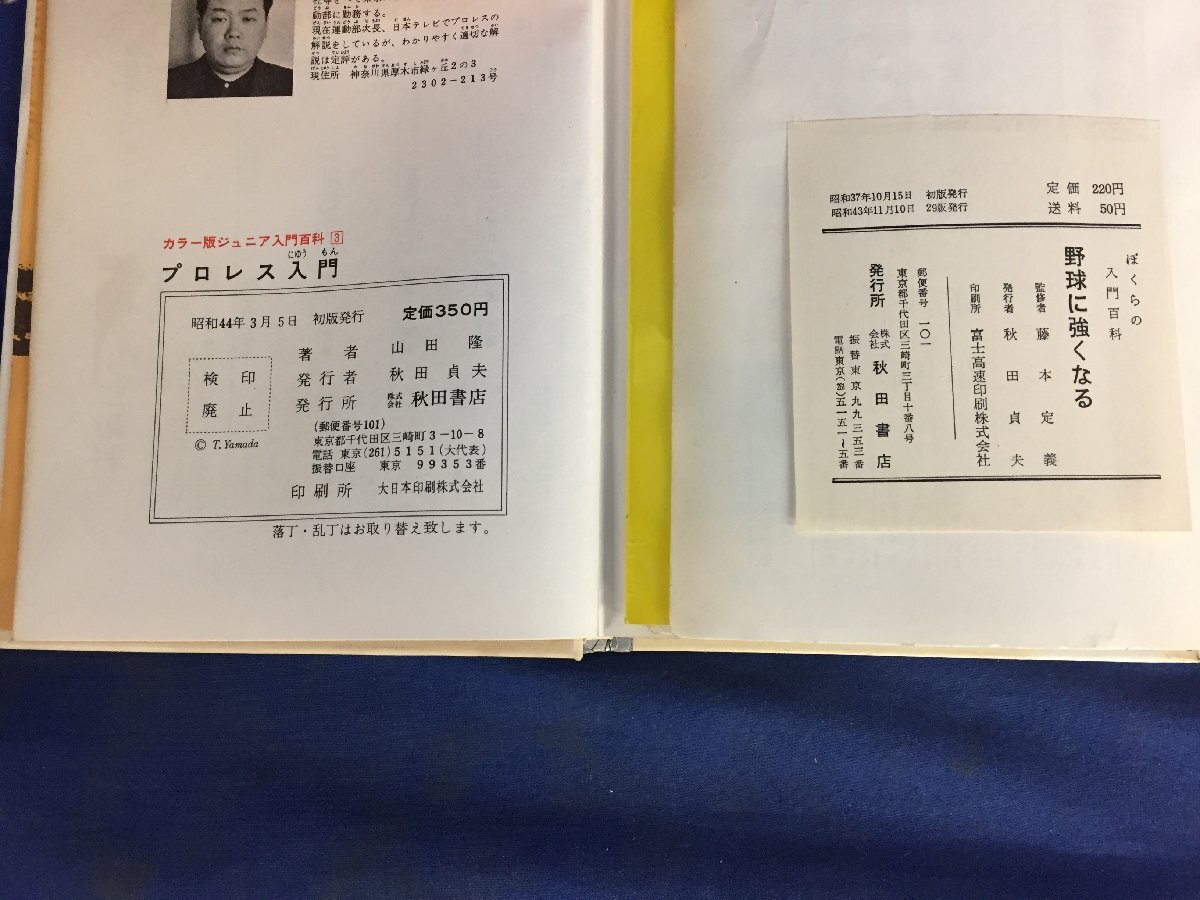 動部に勤務する。
現在運動部次長、日本テレビでプロレスの
解説をしているが、わかりやすく適切な解
説は定評がある。
現住所 神奈川県厚木市緑ヶ丘2の3
2302-213号
カラー版ジュニア入門百科 3
にゆう もん
プロレス入門
昭和44年3月5日 初版発行 定価350円
検印
廃止
© T. Yamada
著者 山田 隆
発行者 秋田貞夫
発行所 株式会社 秋田書店
(郵便番号101)
東京都千代田区三崎町3-10-8
電話 東京(261)5151(大代表)
振替口座 東京 99353番
印刷所 大日本印刷株式会社
落丁・乱丁はお取り替え致します。
昭和37年10月15日 初版発行
昭和43年11月10日 29版発行
定価 220円
送料 50円
ぼくらの
入門百科
野球に強くなる
監修者 藤本定義
発行者 秋田貞夫
印刷所 富士高速印刷株式会社
郵便番号 一〇一
東京都千代田区三崎町三丁目十番八号
発行所 株式会社 秋田書店
振替東京九九三五三番
電話東京(261)五一五一〜五番